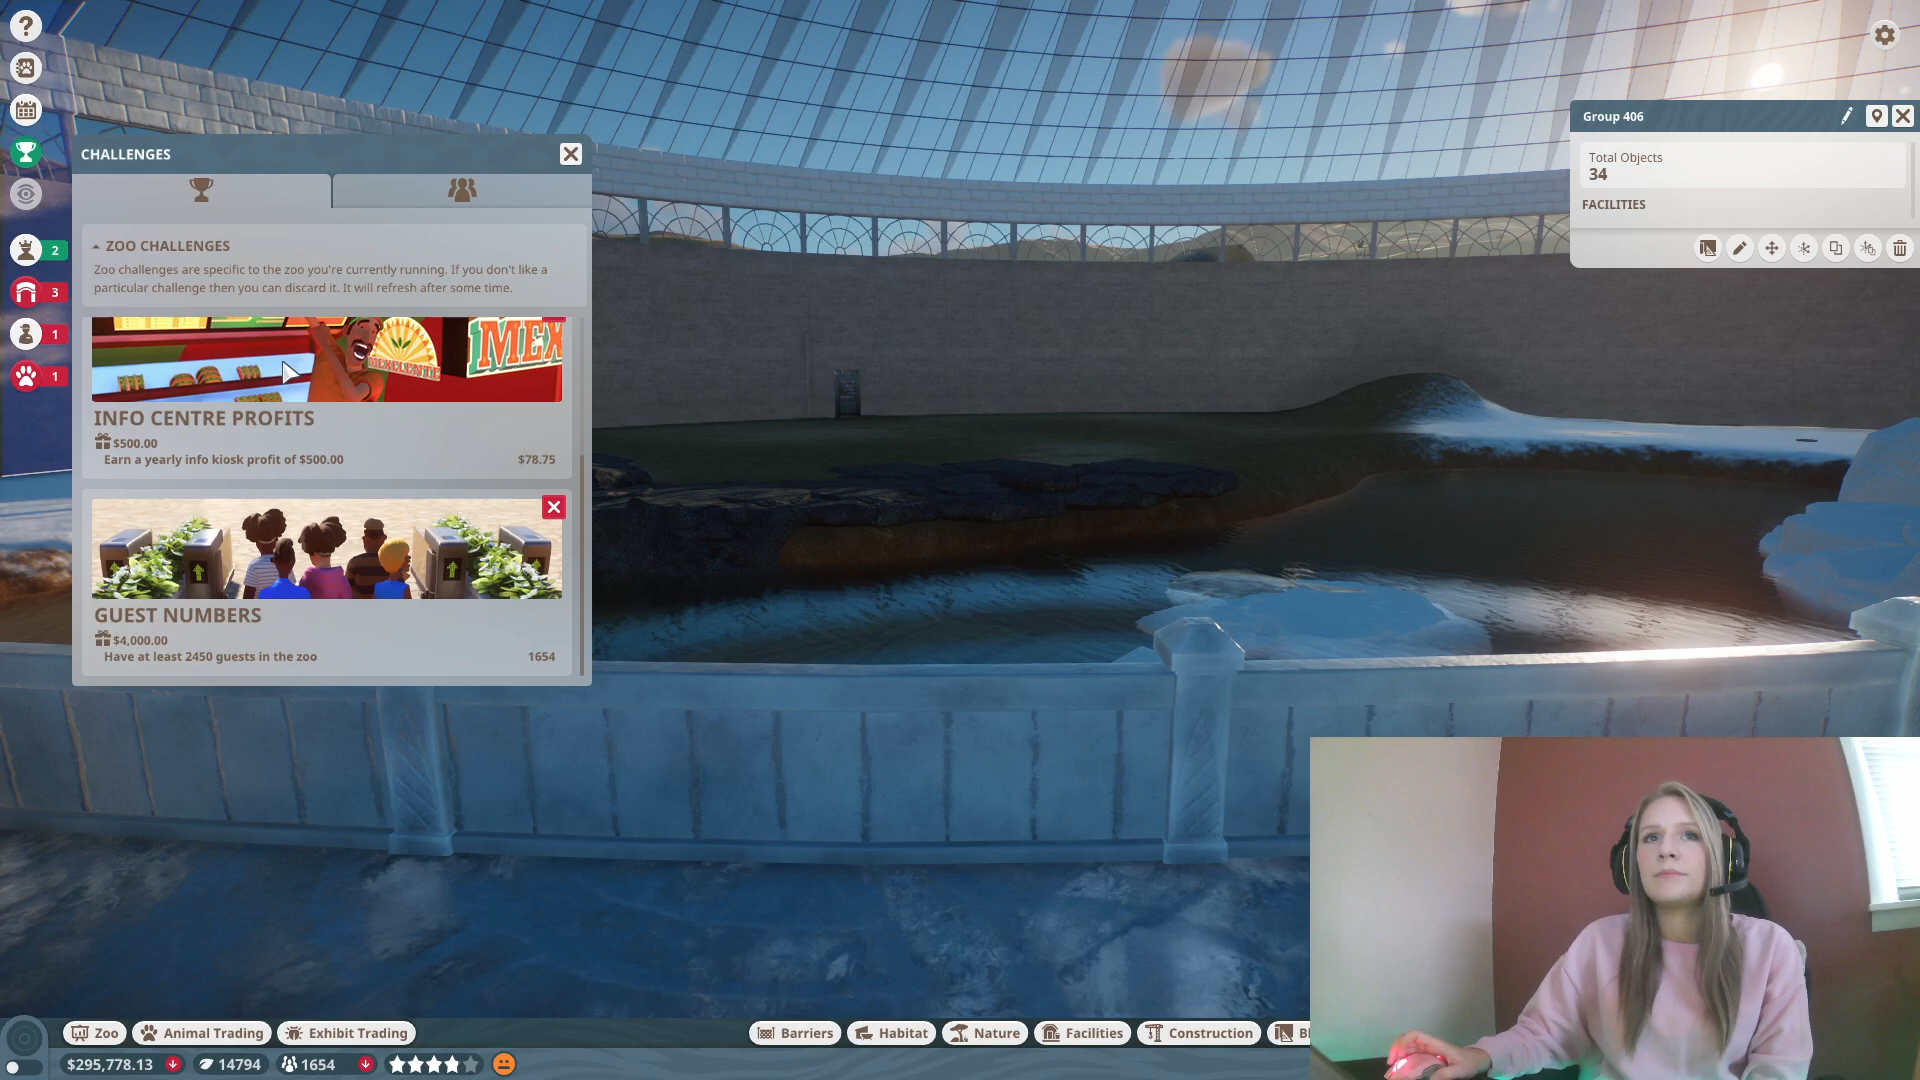 ?
CHALLENGES
ZOO CHALLENGES
Zoo challenges are specific to the zoo you're currently running. If you don't like a
particular challenge then you can discard it. It will refresh after some time.
MEXELENTE
MEX
INFO CENTRE PROFITS
$500.00
Earn a yearly info kiosk profit of $500.00 $78.75
GUEST NUMBERS
$4,000.00
Have at least 2450 guests in the zoo 1654
2
3
1
1
Group 406
Total Objects
34
FACILITIES
Zoo Animal Trading Exhibit Trading Barriers Habitat Nature Facilities Construction Bl
$295,778.13 14794 1654